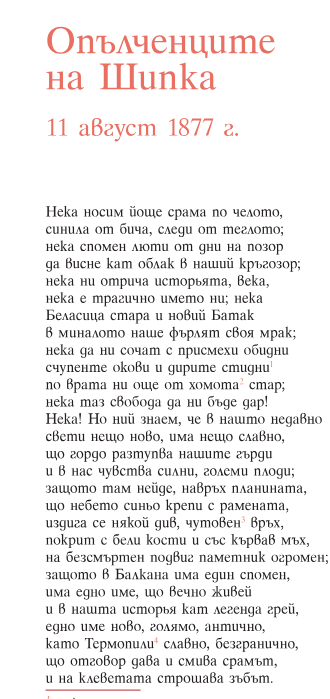 Опълченците
на Шипка
11 август 1877 г.
Нека носим йоще срама по челото,
синила от бича, следи от теглото;
нека спомен люти от дни на позор
да висне кат облак в наший кръгозор;
нека ни отрича исторьята, века,
нека е трагично името ни; нека
Беласица стара и новий Батак
в миналото наше фърлят своя мрак;
нека да ни сочат с присмехи обидни
счупенте окови и дирите стидни¹
по врата ни още от хомота² стар;
нека таз свобода да ни бъде дар!
Нека! Но ний знаем, че в нашто недавно
свети нещо ново, има нещо славно,
що гордо разтупва нашите гърди
и в нас чувства силни, големи плоди;
защото там нейде, навръх планината,
що небето синьо крепи с рамената,
издига се някой див, чутовен³ връх,
покрит с бели кости и със кървав мъх,
на безсмъртен подвиг паметник огромен;
защото в Балкана има един спомен,
има едно име, що вечно живей
и в нашта исторья кат легенда грей,
едно име ново, голямо, антично,
като Термопили⁴ славно, безгранично,
що отговор дава и смива срамът,
и на клеветата строшава зъбът.